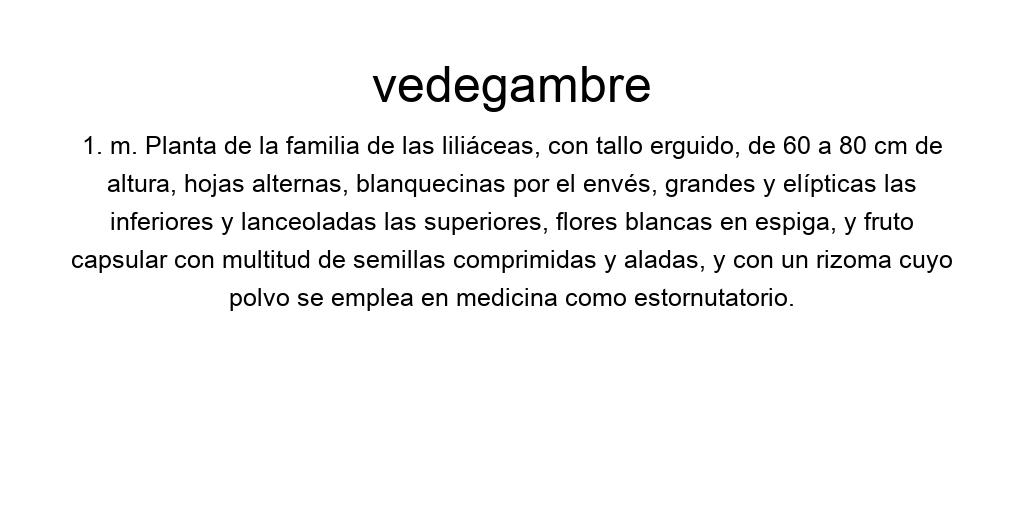 vedegambre
1. m. Planta de la familia de las liliáceas, con tallo erguido, de 60 a 80 cm de
altura, hojas alternas, blanquecinas por el envés, grandes y elípticas las
inferiores y lanceoladas las superiores, flores blancas en espiga, y fruto
capsular con multitud de semillas comprimidas y aladas, y con un rizoma cuyo
polvo se emplea en medicina como estornutatorio.